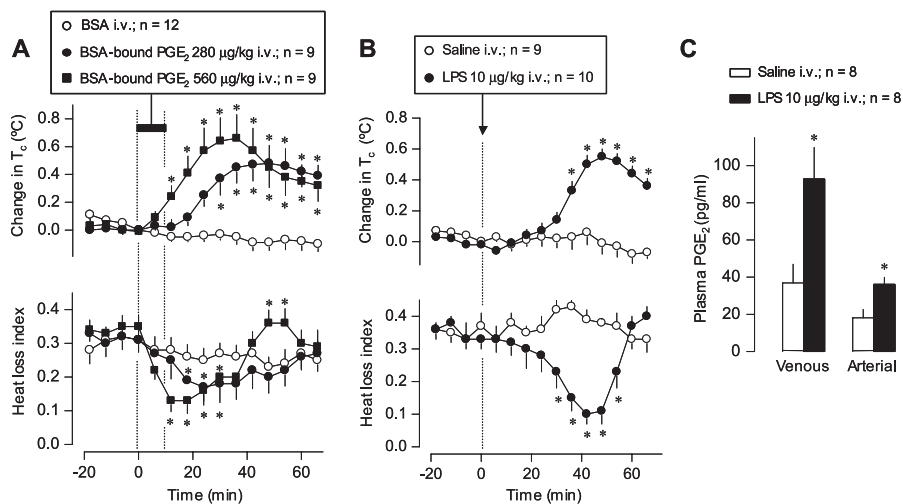 A
BSA i.v.; n = 12
BSA-bound PGE2 280 µg/kg i.v.; n = 9
BSA-bound PGE2 560 µg/kg i.v.; n = 9
Change in Tc (ºC)
0.8
0.6
0.4
0.2
0.0
* * * * * * * * * *
* * * * * *
Heat loss index
0.4
0.3
0.2
0.1
0.0
* *
* * *
* * * *
-20 0 20 40 60
Time (min)
B
Saline i.v.; n = 9
LPS 10 µg/kg i.v.; n = 10
Change in Tc (ºC)
0.8
0.6
0.4
0.2
0.0
* * * * * *
Heat loss index
0.4
0.3
0.2
0.1
0.0
* * * * *
-20 0 20 40 60
Time (min)
C
Saline i.v.; n = 8
LPS 10 µg/kg i.v.; n = 8
Plasma PGE2 (pg/ml)
100
80
60
40
20
0
*
*
Venous Arterial